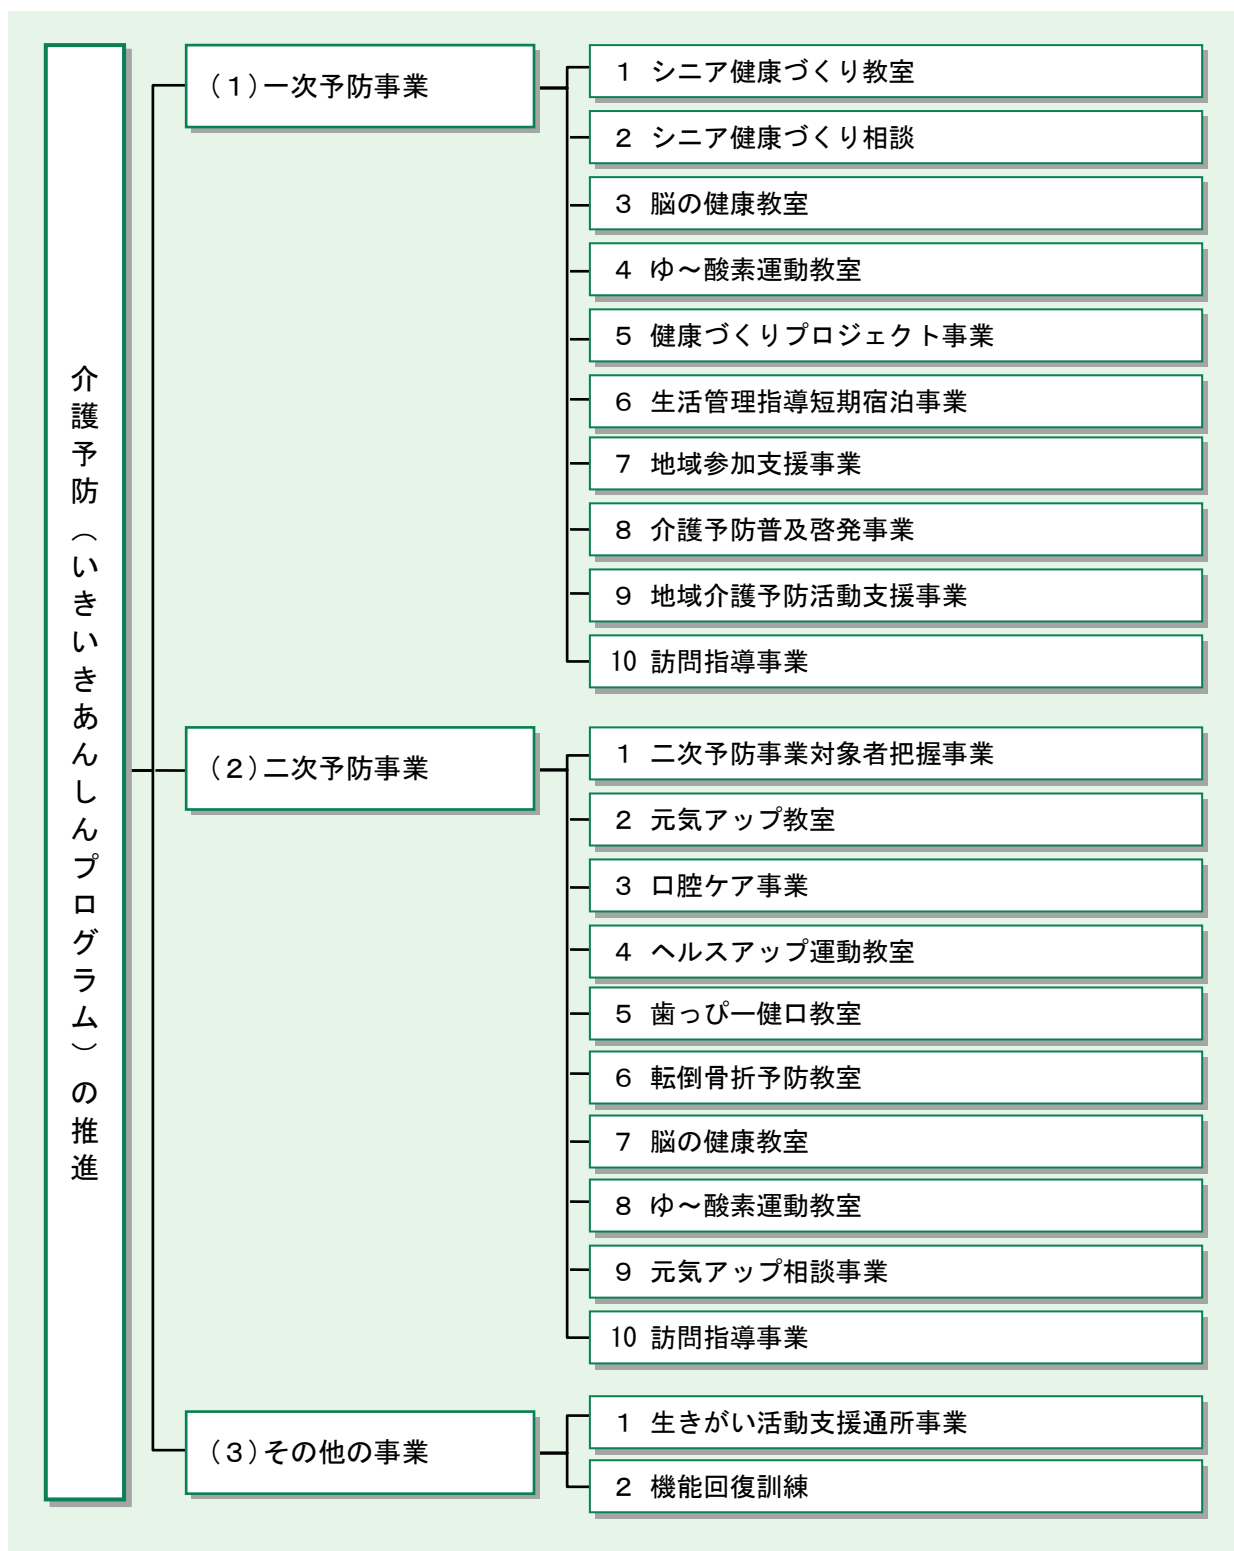 介護予防（いきいきあんしんプログラム）の推進
(１)一次予防事業
１ シニア健康づくり教室
２ シニア健康づくり相談
３ 脳の健康教室
４ ゆ～酸素運動教室
５ 健康づくりプロジェクト事業
６ 生活管理指導短期宿泊事業
７ 地域参加支援事業
８ 介護予防普及啓発事業
９ 地域介護予防活動支援事業
10 訪問指導事業
(２)二次予防事業
１ 二次予防事業対象者把握事業
２ 元気アップ教室
３ 口腔ケア事業
４ ヘルスアップ運動教室
５ 歯っぴー健口教室
６ 転倒骨折予防教室
７ 脳の健康教室
８ ゆ～酸素運動教室
９ 元気アップ相談事業
10 訪問指導事業
(３)その他の事業
１ 生きがい活動支援通所事業
２ 機能回復訓練